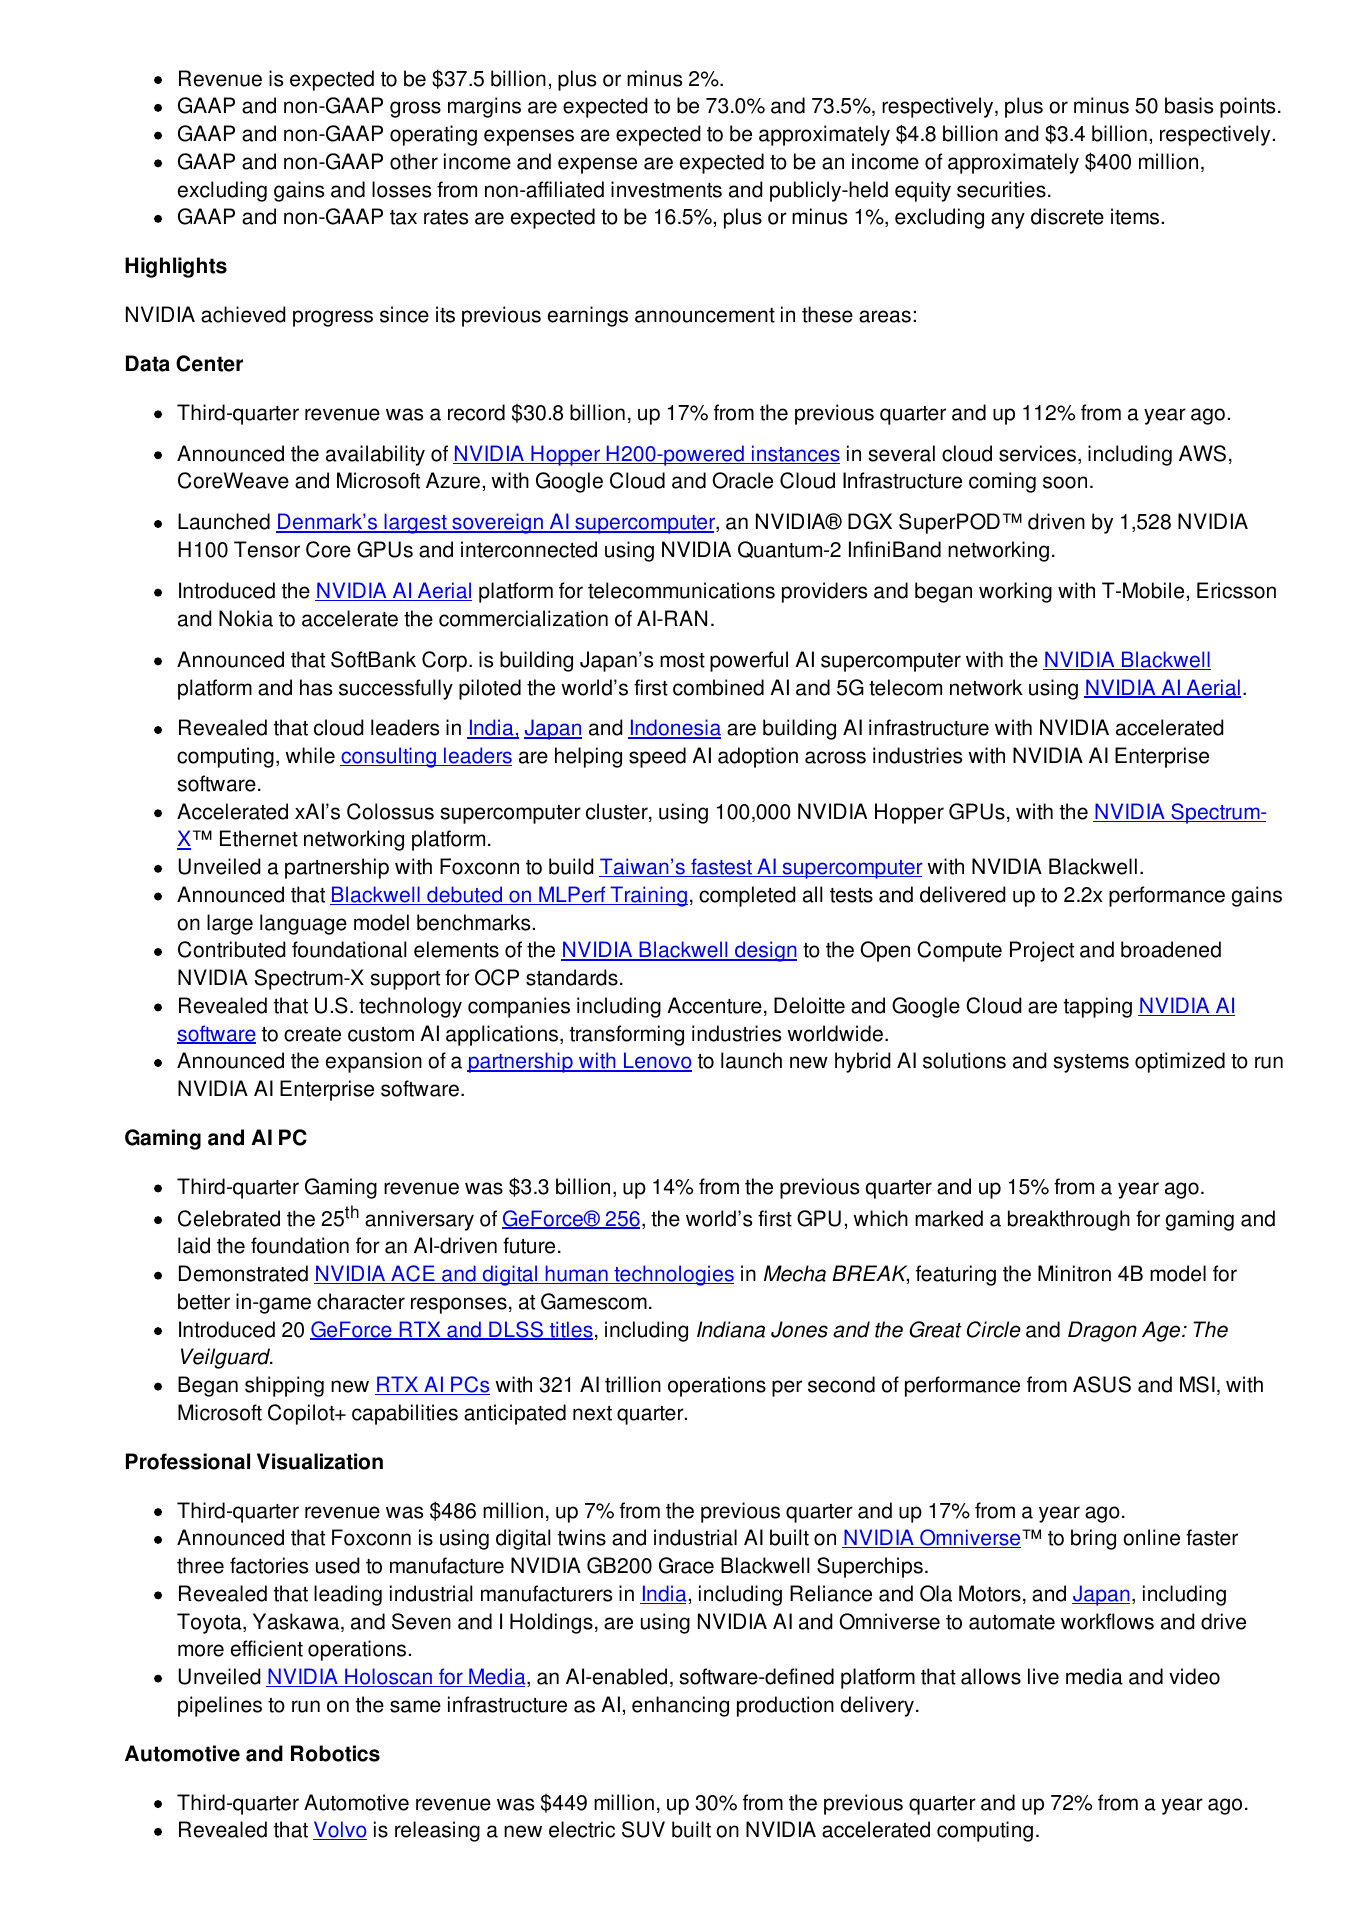 • Revenue is expected to be $37.5 billion, plus or minus 2%.
• GAAP and non-GAAP gross margins are expected to be 73.0% and 73.5%, respectively, plus or minus 50 basis points.
• GAAP and non-GAAP operating expenses are expected to be approximately $4.8 billion and $3.4 billion, respectively.
• GAAP and non-GAAP other income and expense are expected to be an income of approximately $400 million,
excluding gains and losses from non-affiliated investments and publicly-held equity securities.
• GAAP and non-GAAP tax rates are expected to be 16.5%, plus or minus 1%, excluding any discrete items.
Highlights
NVIDIA achieved progress since its previous earnings announcement in these areas:
Data Center
• Third-quarter revenue was a record $30.8 billion, up 17% from the previous quarter and up 112% from a year ago.
• Announced the availability of NVIDIA Hopper H200-powered instances in several cloud services, including AWS,
CoreWeave and Microsoft Azure, with Google Cloud and Oracle Cloud Infrastructure coming soon.
• Launched Denmark’s largest sovereign AI supercomputer, an NVIDIA® DGX SuperPOD™ driven by 1,528 NVIDIA
H100 Tensor Core GPUs and interconnected using NVIDIA Quantum-2 InfiniBand networking.
• Introduced the NVIDIA AI Aerial platform for telecommunications providers and began working with T-Mobile, Ericsson
and Nokia to accelerate the commercialization of AI-RAN.
• Announced that SoftBank Corp. is building Japan’s most powerful AI supercomputer with the NVIDIA Blackwell
platform and has successfully piloted the world’s first combined AI and 5G telecom network using NVIDIA AI Aerial.
• Revealed that cloud leaders in India, Japan and Indonesia are building AI infrastructure with NVIDIA accelerated
computing, while consulting leaders are helping speed AI adoption across industries with NVIDIA AI Enterprise
software.
• Accelerated xAI’s Colossus supercomputer cluster, using 100,000 NVIDIA Hopper GPUs, with the NVIDIA Spectrum-
X™ Ethernet networking platform.
• Unveiled a partnership with Foxconn to build Taiwan’s fastest AI supercomputer with NVIDIA Blackwell.
• Announced that Blackwell debuted on MLPerf Training, completed all tests and delivered up to 2.2x performance gains
on large language model benchmarks.
• Contributed foundational elements of the NVIDIA Blackwell design to the Open Compute Project and broadened
NVIDIA Spectrum-X support for OCP standards.
• Revealed that U.S. technology companies including Accenture, Deloitte and Google Cloud are tapping NVIDIA AI
software to create custom AI applications, transforming industries worldwide.
• Announced the expansion of a partnership with Lenovo to launch new hybrid AI solutions and systems optimized to run
NVIDIA AI Enterprise software.
Gaming and AI PC
• Third-quarter Gaming revenue was $3.3 billion, up 14% from the previous quarter and up 15% from a year ago.
• Celebrated the 25th anniversary of GeForce® 256, the world’s first GPU, which marked a breakthrough for gaming and
laid the foundation for an AI-driven future.
• Demonstrated NVIDIA ACE and digital human technologies in Mecha BREAK, featuring the Minitron 4B model for
better in-game character responses, at Gamescom.
• Introduced 20 GeForce RTX and DLSS titles, including Indiana Jones and the Great Circle and Dragon Age: The
Veilguard.
• Began shipping new RTX AI PCs with 321 AI trillion operations per second of performance from ASUS and MSI, with
Microsoft Copilot+ capabilities anticipated next quarter.
Professional Visualization
• Third-quarter revenue was $486 million, up 7% from the previous quarter and up 17% from a year ago.
• Announced that Foxconn is using digital twins and industrial AI built on NVIDIA Omniverse™ to bring online faster
three factories used to manufacture NVIDIA GB200 Grace Blackwell Superchips.
• Revealed that leading industrial manufacturers in India, including Reliance and Ola Motors, and Japan, including
Toyota, Yaskawa, and Seven and I Holdings, are using NVIDIA AI and Omniverse to automate workflows and drive
more efficient operations.
• Unveiled NVIDIA Holoscan for Media, an AI-enabled, software-defined platform that allows live media and video
pipelines to run on the same infrastructure as AI, enhancing production delivery.
Automotive and Robotics
• Third-quarter Automotive revenue was $449 million, up 30% from the previous quarter and up 72% from a year ago.
• Revealed that Volvo is releasing a new electric SUV built on NVIDIA accelerated computing.